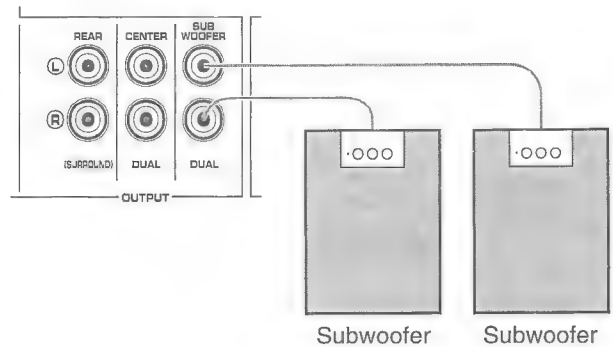 REAR CENTER SUB WOOFER
L
R
(SURROUND) DUAL DUAL
OUTPUT
Subwoofer Subwoofer